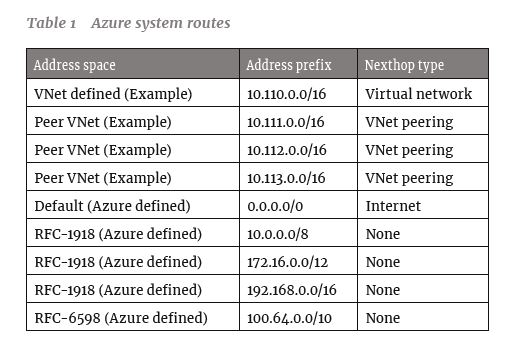 Table 1 Azure system routes
Address space Address prefix Nexthop type
VNet defined (Example) 10.110.0.0/16 Virtual network
Peer VNet (Example) 10.111.0.0/16 VNet peering
Peer VNet (Example) 10.112.0.0/16 VNet peering
Peer VNet (Example) 10.113.0.0/16 VNet peering
Default (Azure defined) 0.0.0.0/0 Internet
RFC-1918 (Azure defined) 10.0.0.0/8 None
RFC-1918 (Azure defined) 172.16.0.0/12 None
RFC-1918 (Azure defined) 192.168.0.0/16 None
RFC-6598 (Azure defined) 100.64.0.0/10 None